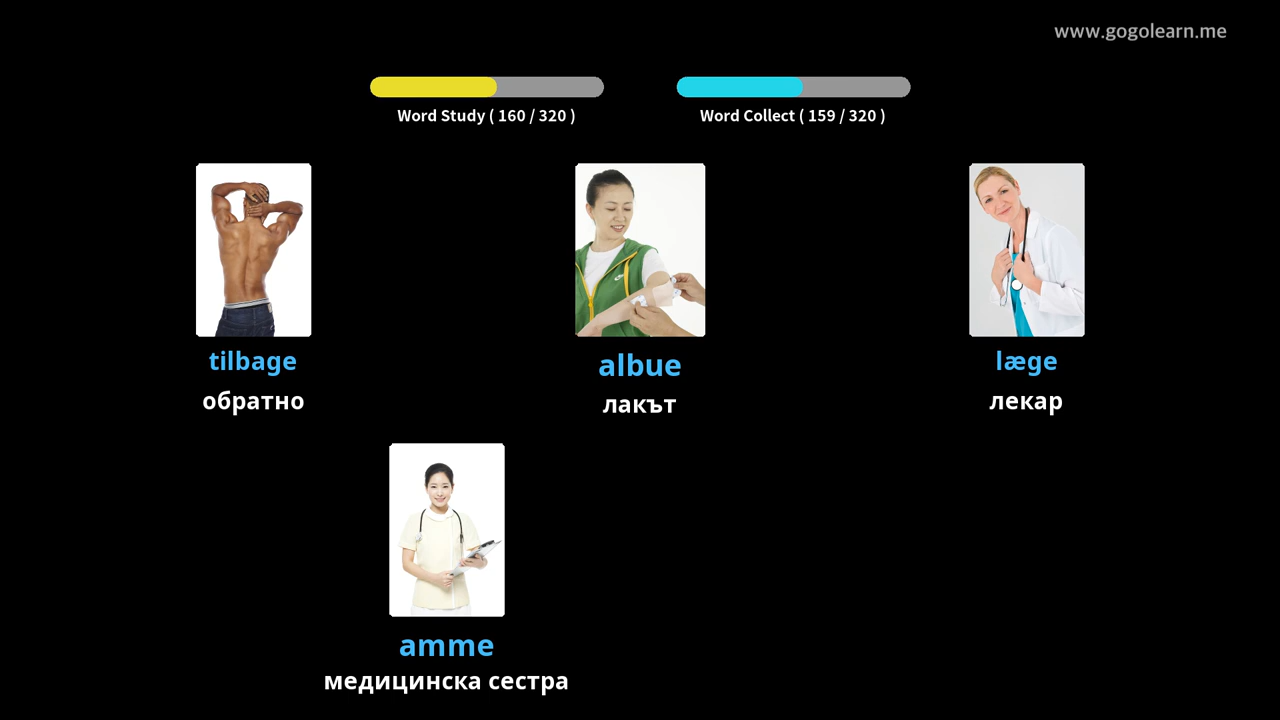 www.gogolearn.me
Word Study ( 160 / 320 )
Word Collect ( 159 / 320 )
tilbage
albue
læge
обратно
лакът
лекар
amme
медицинска сестра